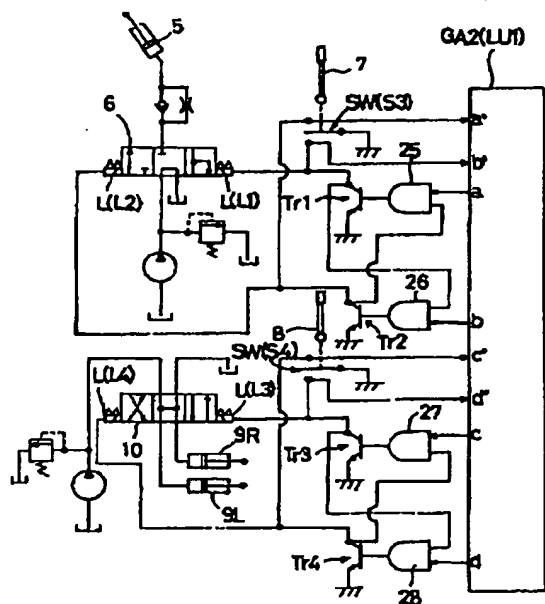 GA2(LU1)
5
7
6
SW(S3)
a"
25
b"
L(L2)
L(L1)
Tr1
a
26
8
Tr2
b
SW(S4)
c"
L(L4)
L(L3)
d"
27
10
9R
Tr3
c
9L
Tr4
d
28